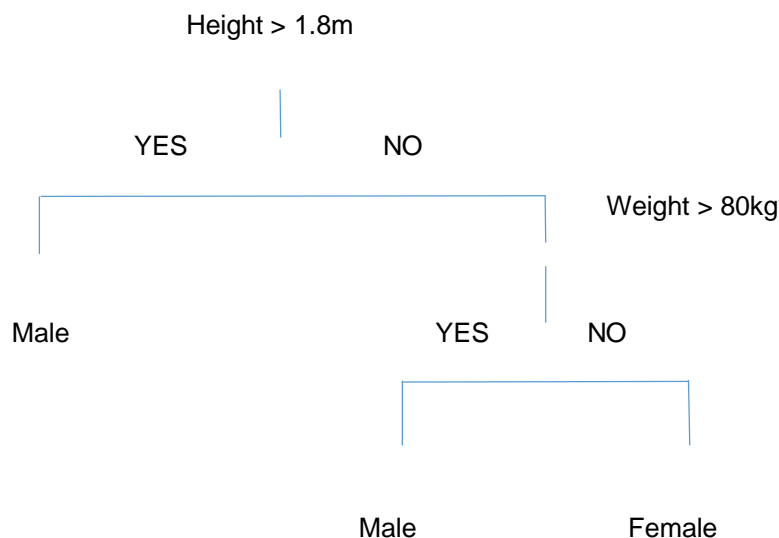 Height > 1.8m
YES NO
Weight > 80kg
Male YES NO
Male Female